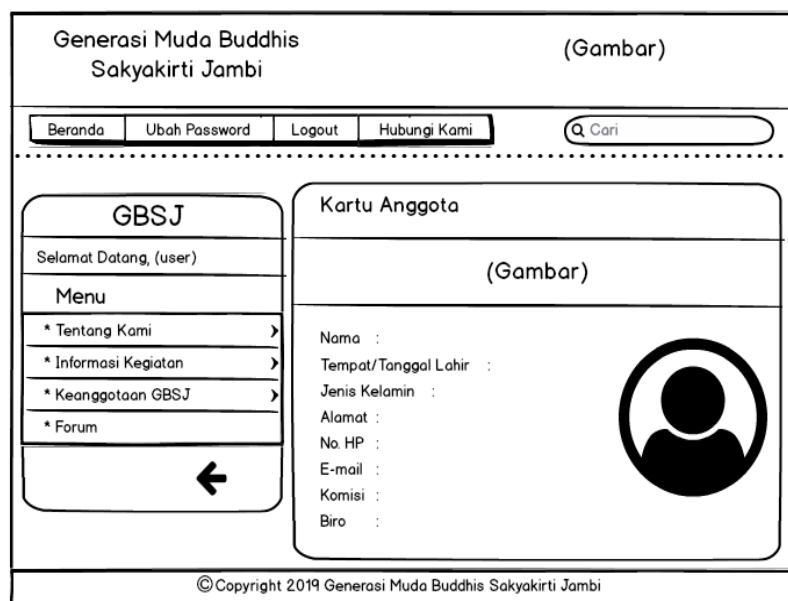 Generasi Muda Buddhis
Sakyakirti Jambi
(Gambar)
Beranda
Ubah Password
Logout
Hubungi Kami
Cari
GBSJ
Selamat Datang, (user)
Menu
* Tentang Kami
* Informasi Kegiatan
* Keanggotaan GBSJ
* Forum
Kartu Anggota
(Gambar)
Nama :
Tempat/Tanggal Lahir :
Jenis Kelamin :
Alamat :
No. HP :
E-mail :
Komisi :
Biro :
©Copyright 2019 Generasi Muda Buddhis Sakyakirti Jambi